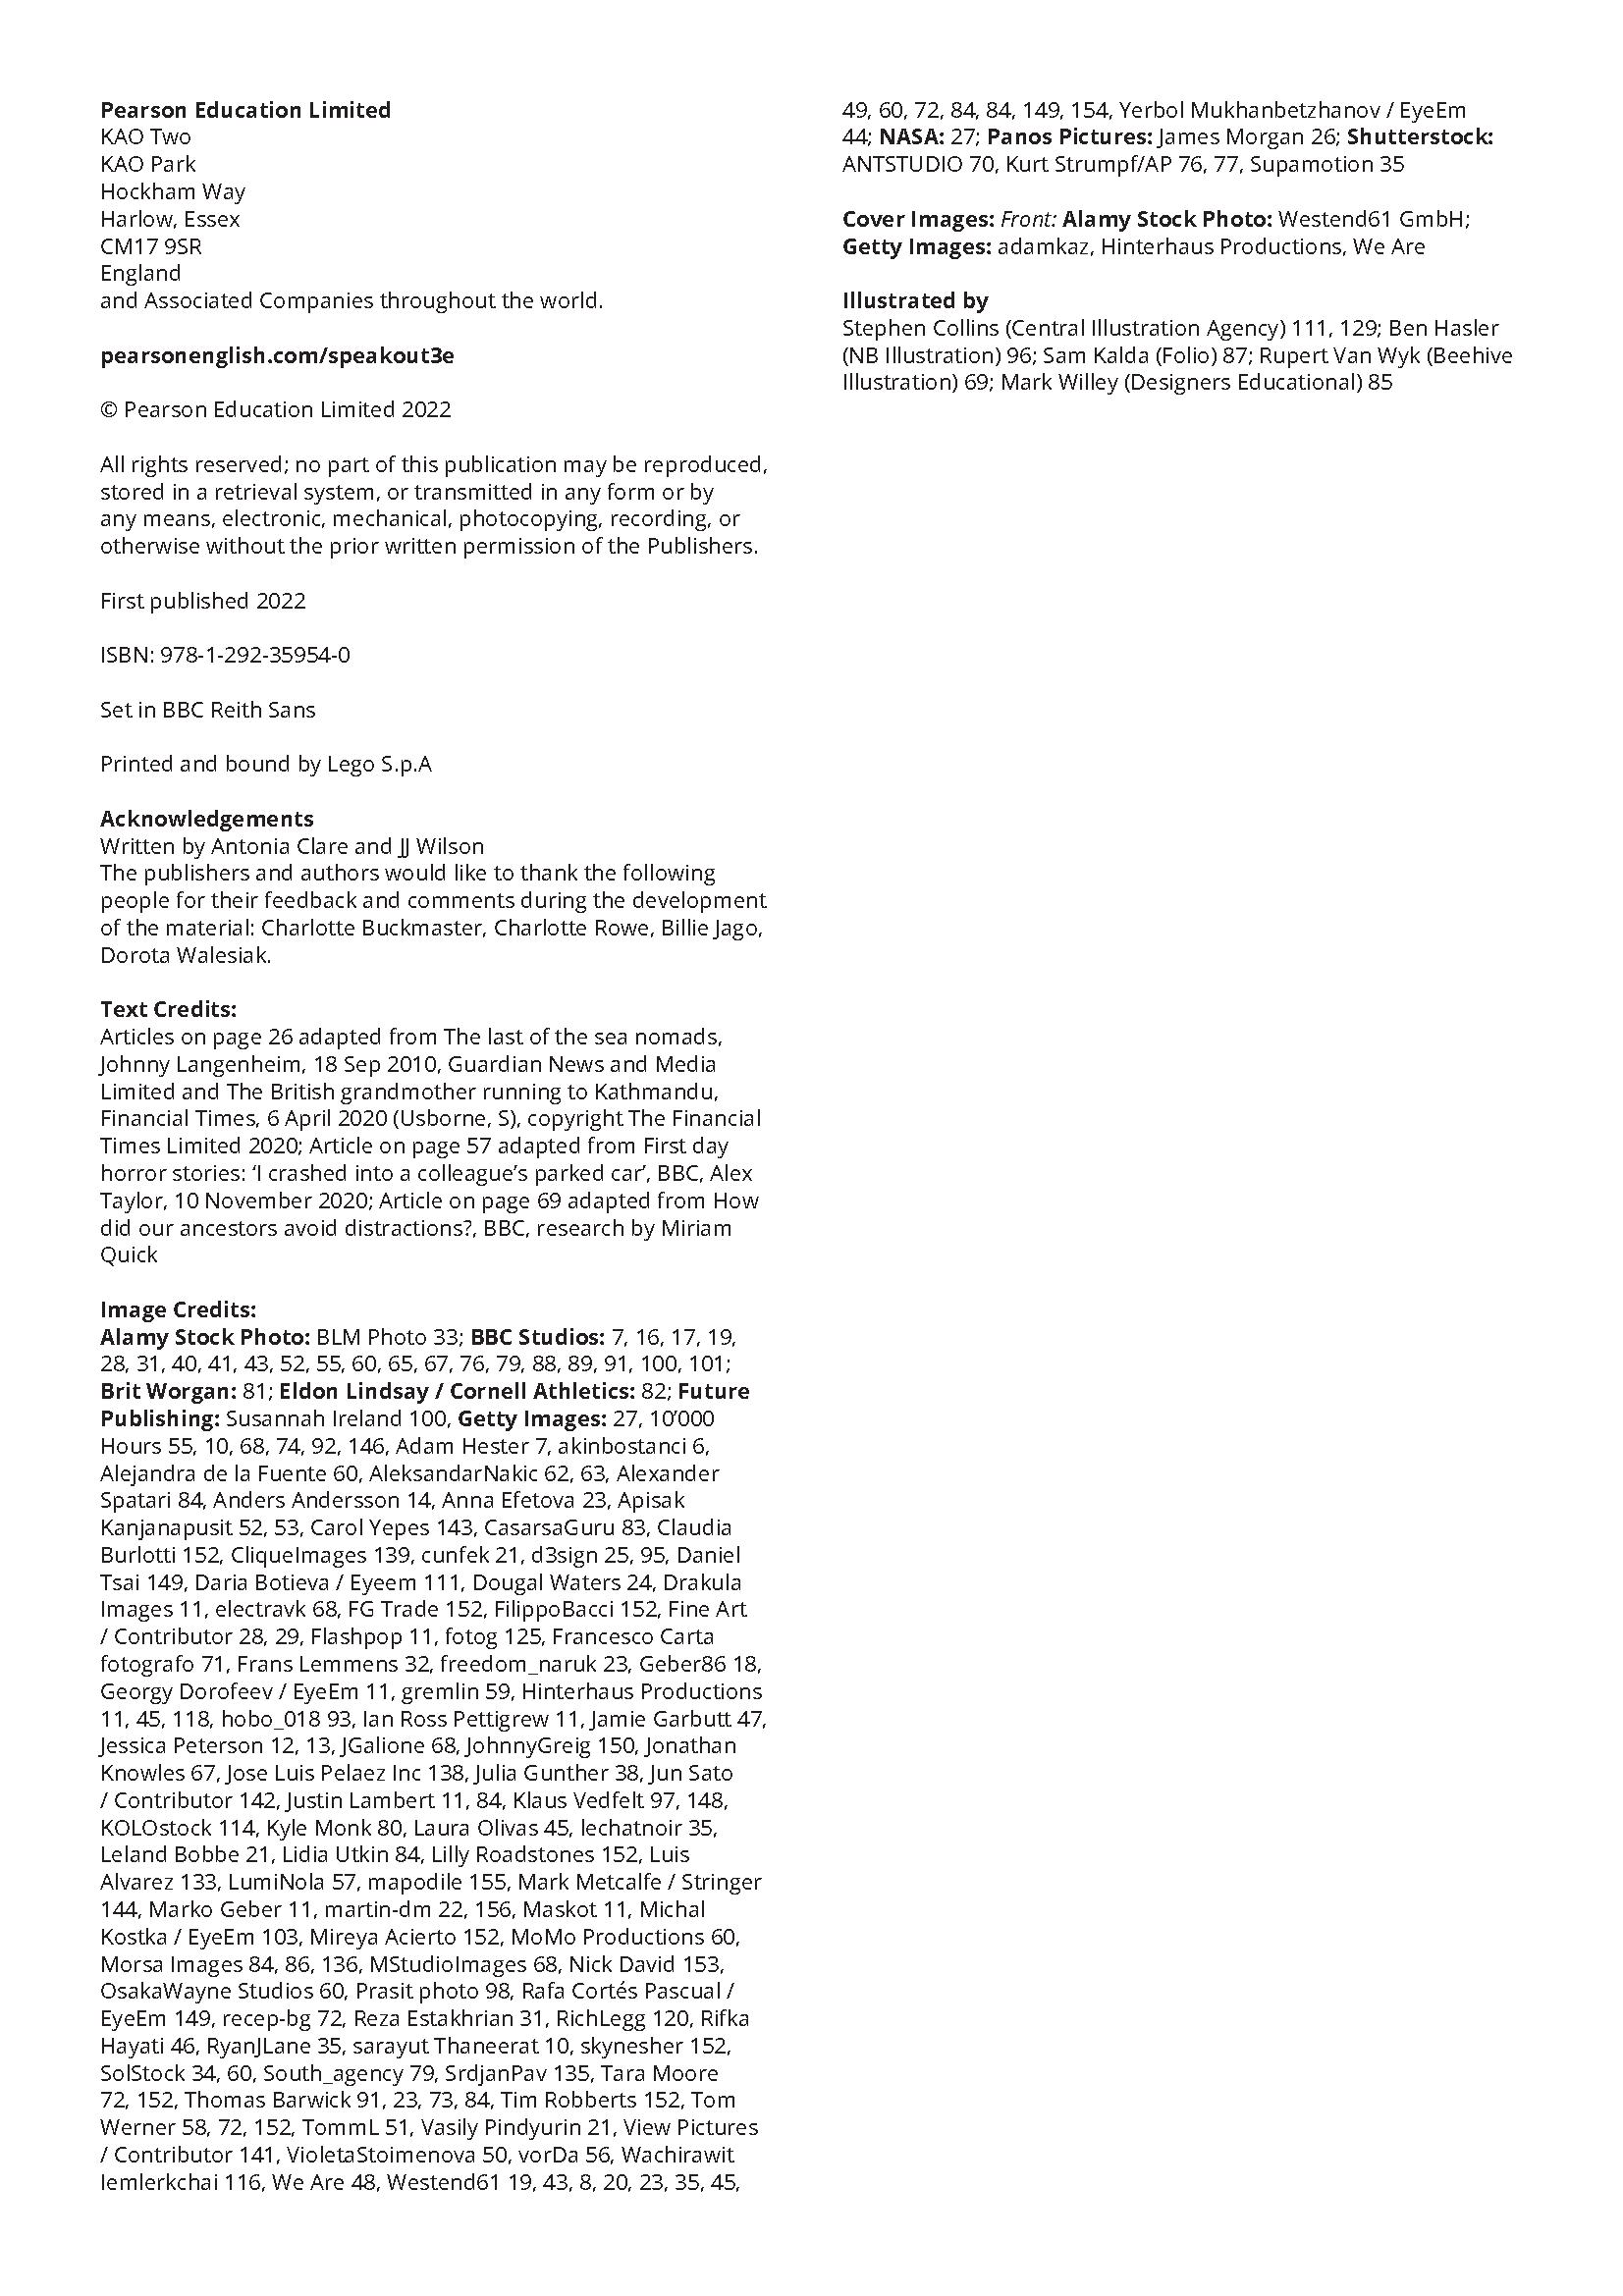 Pearson Education Limited
KAO Two
KAO Park
Hockham Way
Harlow, Essex
CM17 9SR
England
and Associated Companies throughout the world.
pearsonenglish.com/speakout3e
© Pearson Education Limited 2022
All rights reserved; no part of this publication may be reproduced,
stored in a retrieval system, or transmitted in any form or by
any means, electronic, mechanical, photocopying, recording, or
otherwise without the prior written permission of the Publishers.
First published 2022
ISBN: 978-1-292-35954-0
Set in BBC Reith Sans
Printed and bound by Lego S.p.A
Acknowledgements
Written by Antonia Clare and JJ Wilson
The publishers and authors would like to thank the following
people for their feedback and comments during the development
of the material: Charlotte Buckmaster, Charlotte Rowe, Billie Jago,
Dorota Walesiak.
Text Credits:
Articles on page 26 adapted from The last of the sea nomads,
Johnny Langenheim, 18 Sep 2010, Guardian News and Media
Limited and The British grandmother running to Kathmandu,
Financial Times, 6 April 2020 (Usborne, S), copyright The Financial
Times Limited 2020; Article on page 57 adapted from First day
horror stories: ‘I crashed into a colleague’s parked car’, BBC, Alex
Taylor, 10 November 2020; Article on page 69 adapted from How
did our ancestors avoid distractions?, BBC, research by Miriam
Quick
Image Credits:
Alamy Stock Photo: BLM Photo 33; BBC Studios: 7, 16, 17, 19,
28, 31, 40, 41, 43, 52, 55, 60, 65, 67, 76, 79, 88, 89, 91, 100, 101;
Brit Worgan: 81; Eldon Lindsay / Cornell Athletics: 82; Future
Publishing: Susannah Ireland 100, Getty Images: 27, 10’000
Hours 55, 10, 68, 74, 92, 146, Adam Hester 7, akinbostanci 6,
Alejandra de la Fuente 60, AleksandarNakic 62, 63, Alexander
Spatari 84, Anders Andersson 14, Anna Efetova 23, Apisak
Kanjanapusit 52, 53, Carol Yepes 143, CasarsaGuru 83, Claudia
Burlotti 152, CliqueImages 139, cunfek 21, d3sign 25, 95, Daniel
Tsai 149, Daria Botieva / Eyeem 111, Dougal Waters 24, Drakula
Images 11, electravk 68, FG Trade 152, FilippoBacci 152, Fine Art
/ Contributor 28, 29, Flashpop 11, fotog 125, Francesco Carta
fotografo 71, Frans Lemmens 32, freedom_naruk 23, Geber86 18,
Georgy Dorofeev / EyeEm 11, gremlin 59, Hinterhaus Productions
11, 45, 118, hobo_018 93, Ian Ross Pettigrew 11, Jamie Garbutt 47,
Jessica Peterson 12, 13, JGalione 68, JohnnyGreig 150, Jonathan
Knowles 67, Jose Luis Pelaez Inc 138, Julia Gunther 38, Jun Sato
/ Contributor 142, Justin Lambert 11, 84, Klaus Vedfelt 97, 148,
KOLOstock 114, Kyle Monk 80, Laura Olivas 45, lechatnoir 35,
Leland Bobbe 21, Lidia Utkin 84, Lilly Roadstones 152, Luis
Alvarez 133, LumiNola 57, mapodile 155, Mark Metcalfe / Stringer
144, Marko Geber 11, martin-dm 22, 156, Maskot 11, Michal
Kostka / EyeEm 103, Mireya Acierto 152, MoMo Productions 60,
Morsa Images 84, 86, 136, MStudioImages 68, Nick David 153,
OsakaWayne Studios 60, Prasit photo 98, Rafa Cortés Pascual /
EyeEm 149, recep-bg 72, Reza Estakhrian 31, RichLegg 120, Rifka
Hayati 46, RyanJLane 35, sarayut Thaneerat 10, skynesher 152,
SolStock 34, 60, South_agency 79, SrdjanPav 135, Tara Moore
72, 152, Thomas Barwick 91, 23, 73, 84, Tim Robberts 152, Tom
Werner 58, 72, 152, TommL 51, Vasily Pindyurin 21, View Pictures
/ Contributor 141, VioletaStoimenova 50, vorDa 56, Wachirawit
Iemlerkchai 116, We Are 48, Westend61 19, 43, 8, 20, 23, 35, 45,
49, 60, 72, 84, 84, 149, 154, Yerbol Mukhanbetzhanov / EyeEm
44; NASA: 27; Panos Pictures: James Morgan 26; Shutterstock:
ANTSTUDIO 70, Kurt Strumpf/AP 76, 77, Supamotion 35
Cover Images: Front: Alamy Stock Photo: Westend61 GmbH;
Getty Images: adamkaz, Hinterhaus Productions, We Are
Illustrated by
Stephen Collins (Central Illustration Agency) 111, 129; Ben Hasler
(NB Illustration) 96; Sam Kalda (Folio) 87; Rupert Van Wyk (Beehive
Illustration) 69; Mark Willey (Designers Educational) 85